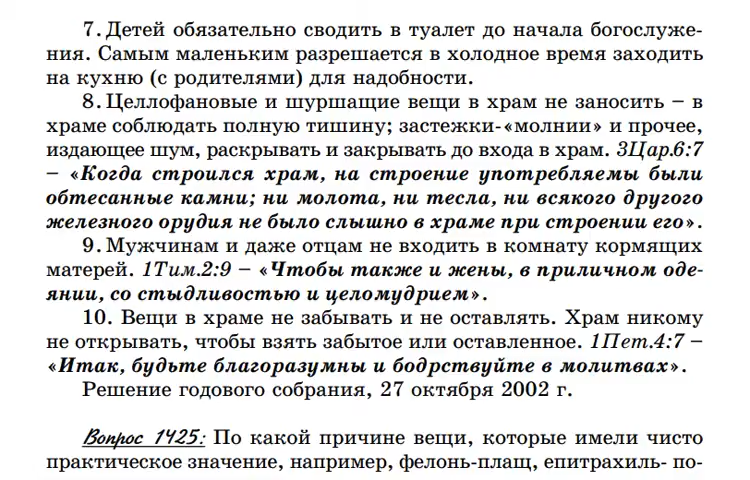 7. Детей обязательно сводить в туалет до начала богослуже-
ния. Самым маленьким разрешается в холодное время заходить
на кухню (с родителями) для надобности.
8. Целлофановые и шуршащие вещи в храм не заносить – в
храме соблюдать полную тишину; застежки-«молнии» и прочее,
издающее шум, раскрывать и закрывать до входа в храм. 3Цар.6:7
– «Когда строился храм, на строение употребляемы были
обтесанные камни; ни молота, ни тесла, ни всякого другого
железного орудия не было слышно в храме при строении его».
9. Мужчинам и даже отцам не входить в комнату кормящих
матерей. 1Тим.2:9 – «Чтобы также и жены, в приличном оде-
янии, со стыдливостью и целомудрием».
10. Вещи в храме не забывать и не оставлять. Храм никому
не открывать, чтобы взять забытое или оставленное. 1Пет.4:7 –
«Итак, будьте благоразумны и бодрствуйте в молитвах».
Решение годового собрания, 27 октября 2002 г.
Вопрос 1425: По какой причине вещи, которые имели чисто
практическое значение, например, фелонь-плащ, епитрахиль- по-